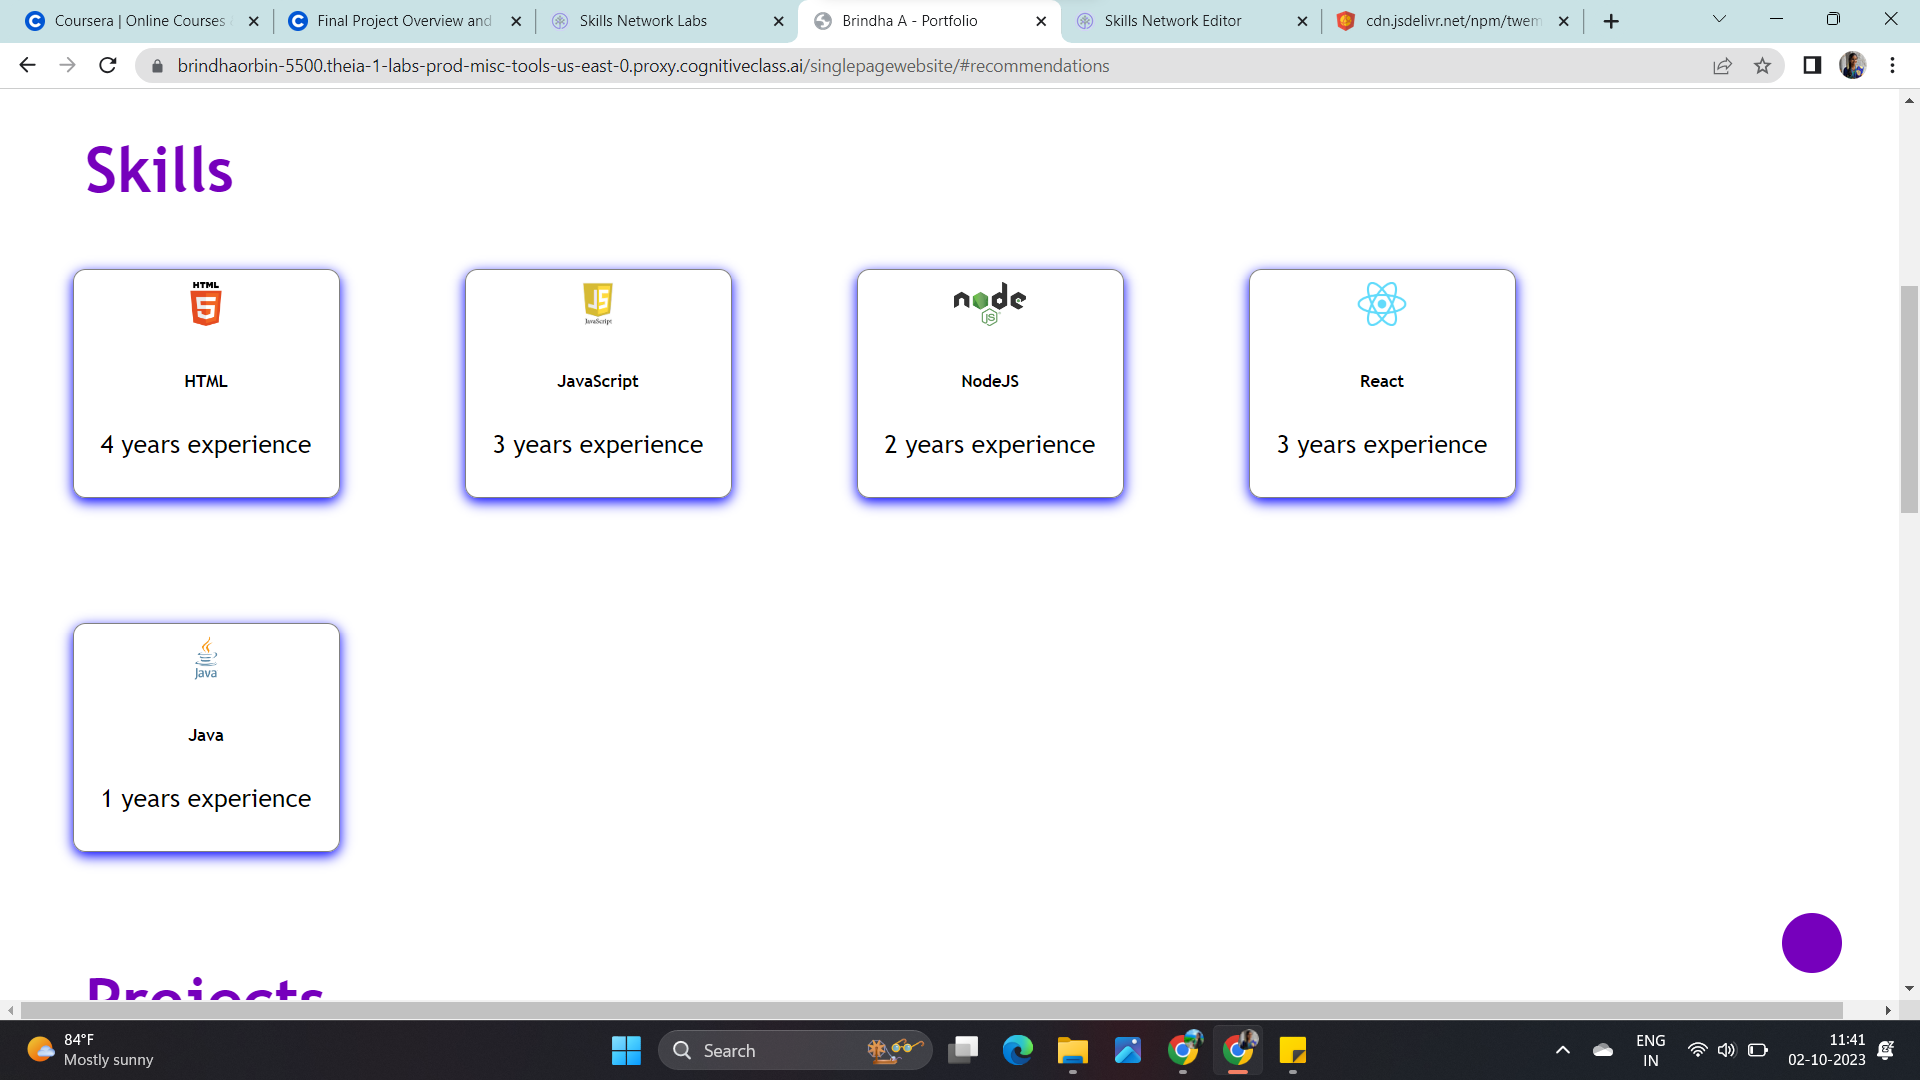 Coursera | Online Courses
Final Project Overview and
Skills Network Labs
Brindha A - Portfolio
Skills Network Editor
cdn.jsdelivr.net/npm/twem
brindhaorbin-5500.theia-1-labs-prod-misc-tools-us-east-0.proxy.cognitiveclass.ai/singlepagewebsite/#recommendations
Skills
HTML
JS
JavaScript
node
JS
HTML
JavaScript
NodeJS
React
4 years experience
3 years experience
2 years experience
3 years experience
Java
Java
1 years experience
Projects
84°F
Mostly sunny
Search
ENG
IN
11:41
02-10-2023